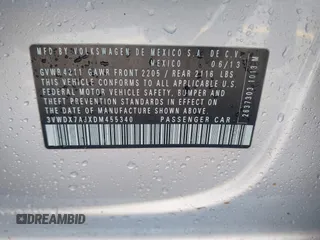 MFD BY VOLKSWAGEN DE MEXICO S.A. DE C.V.
MEXICO 06/13
GVWR 4211 GAWR FRONT 2205 / REAR 2116 LBS
THIS VEHICLE CONFORMS TO ALL APPLICABLE
FEDERAL MOTOR VEHICLE SAFETY, BUMPER AND
THEFT PREVENTION STANDARDS IN EFFECT ON THE
DATE OF MANUFACTURE SHOWN ABOVE
3VWDX7AJXDM455340 PASSENGER CAR
DREAMBID